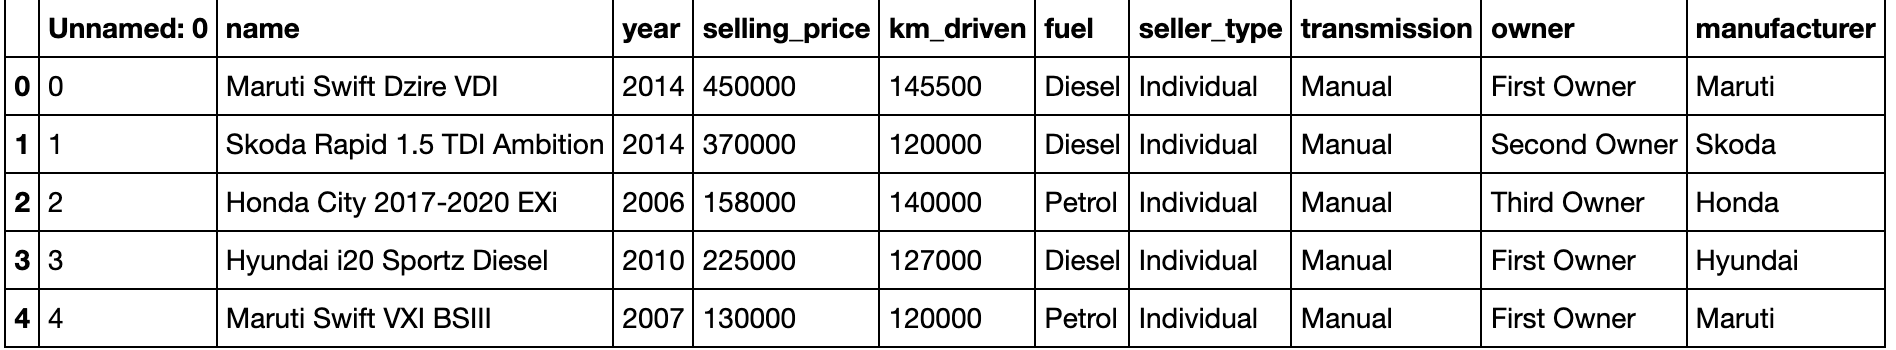 Unnamed: 0 name year selling_price km_driven fuel seller_type transmission owner manufacturer
0 0 Maruti Swift Dzire VDI 2014 450000 145500 Diesel Individual Manual First Owner Maruti
1 1 Skoda Rapid 1.5 TDI Ambition 2014 370000 120000 Diesel Individual Manual Second Owner Skoda
2 2 Honda City 2017-2020 EXi 2006 158000 140000 Petrol Individual Manual Third Owner Honda
3 3 Hyundai i20 Sportz Diesel 2010 225000 127000 Diesel Individual Manual First Owner Hyundai
4 4 Maruti Swift VXI BSIII 2007 130000 120000 Petrol Individual Manual First Owner Maruti